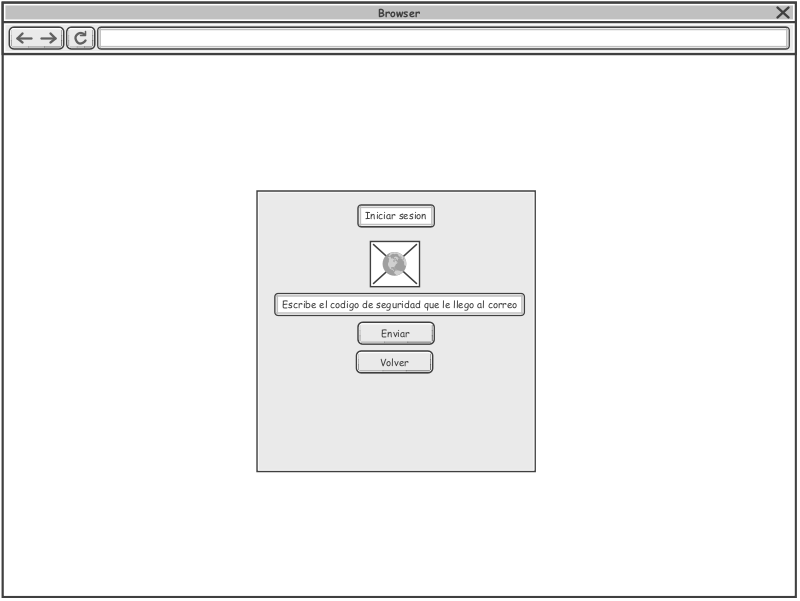 Browser
Iniciar sesion
Escribe el codigo de seguridad que le llego al correo
Enviar
Volver